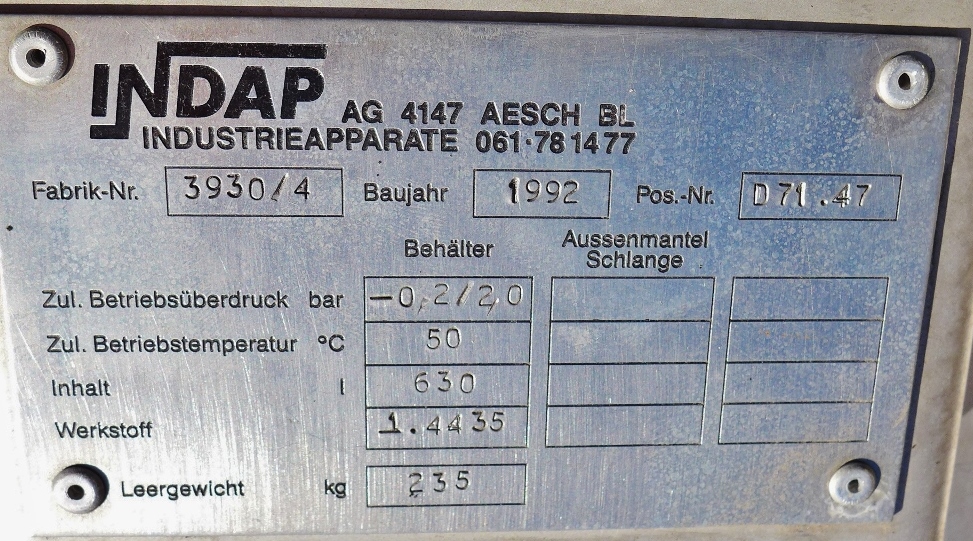 INDAP AG 4147 AESCH BL
INDUSTRIEAPPARATE 061·78 14 77
Fabrik-Nr. 3930/4 Baujahr 1992 Pos.-Nr. D71.47
Behälter Aussenmantel
Schlange
Zul. Betriebsüberdruck bar -0,2/2,0
Zul. Betriebstemperatur °C 50
Inhalt l 630
Werkstoff 1.4435
Leergewicht kg 235